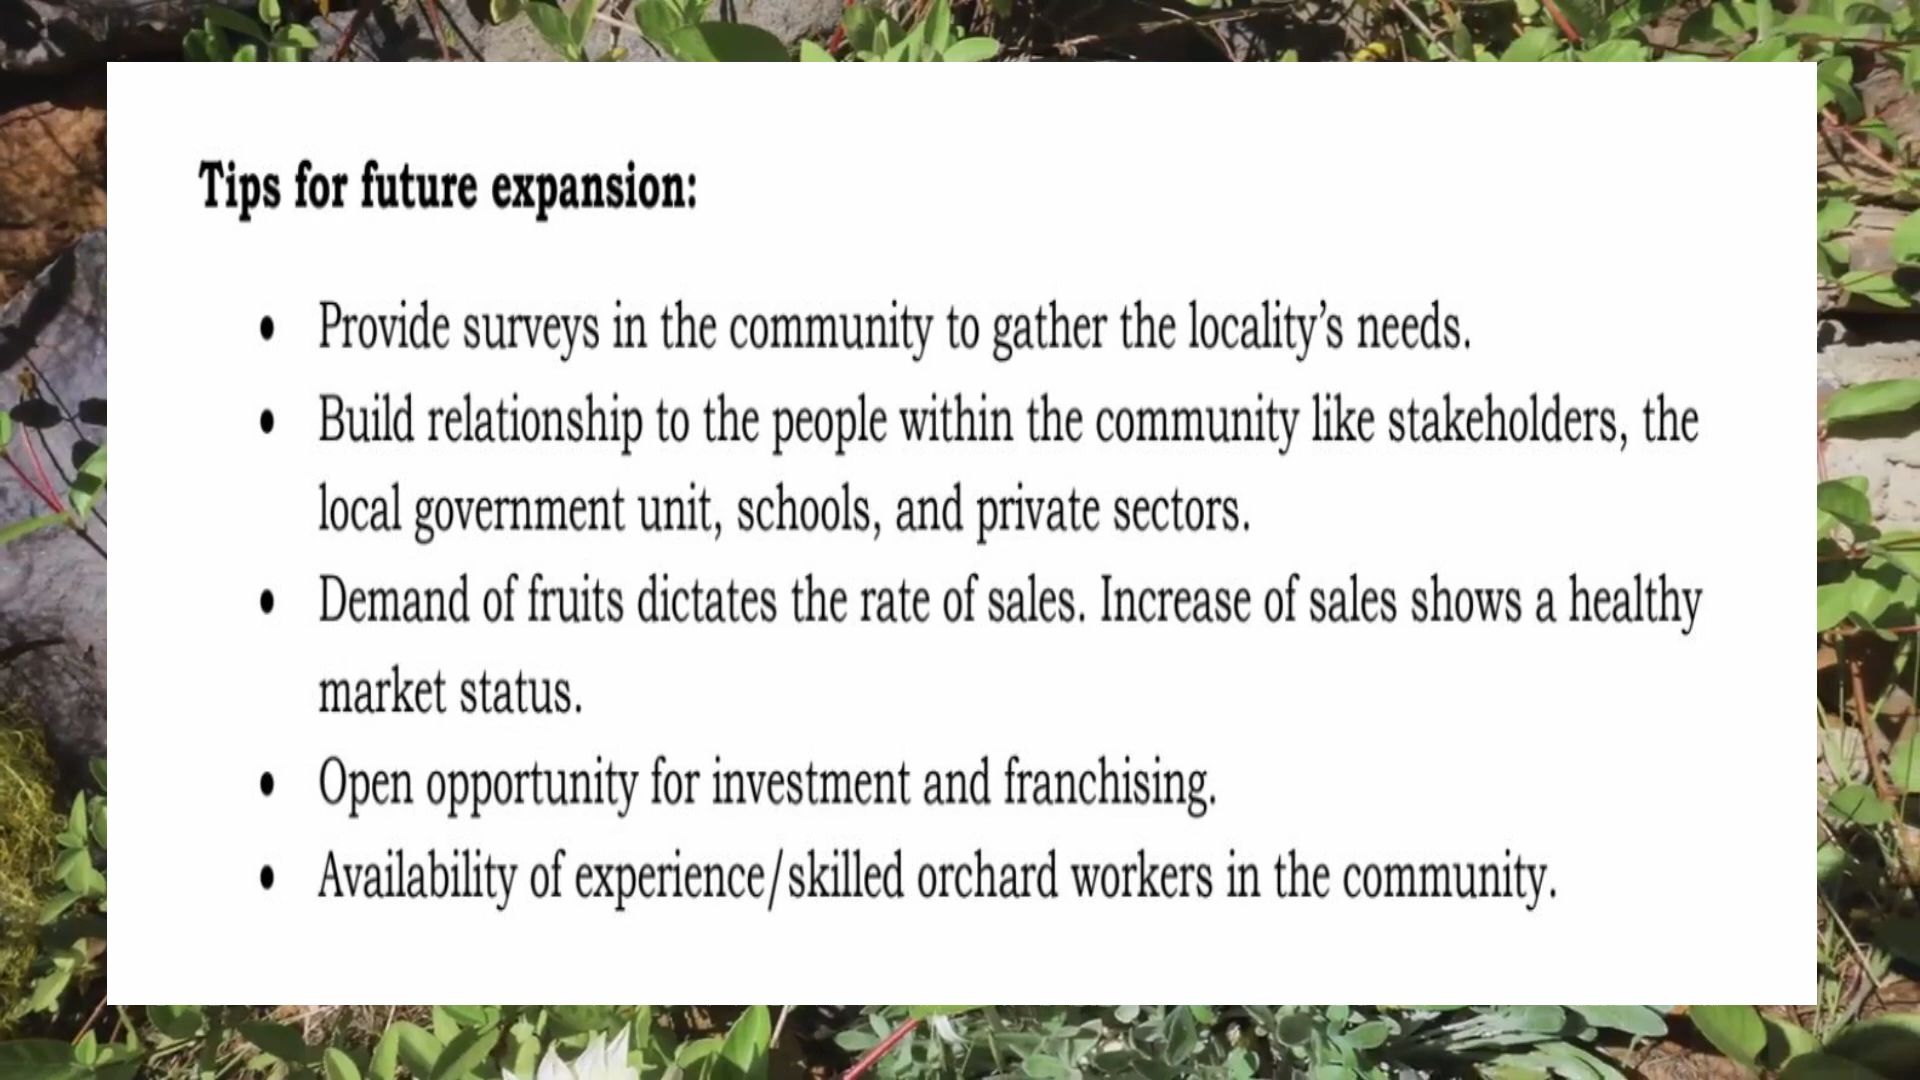 Tips for future expansion:
• Provide surveys in the community to gather the locality's needs.
• Build relationship to the people within the community like stakeholders, the
local government unit, schools, and private sectors.
• Demand of fruits dictates the rate of sales. Increase of sales shows a healthy
market status.
• Open opportunity for investment and franchising.
• Availability of experience/skilled orchard workers in the community.